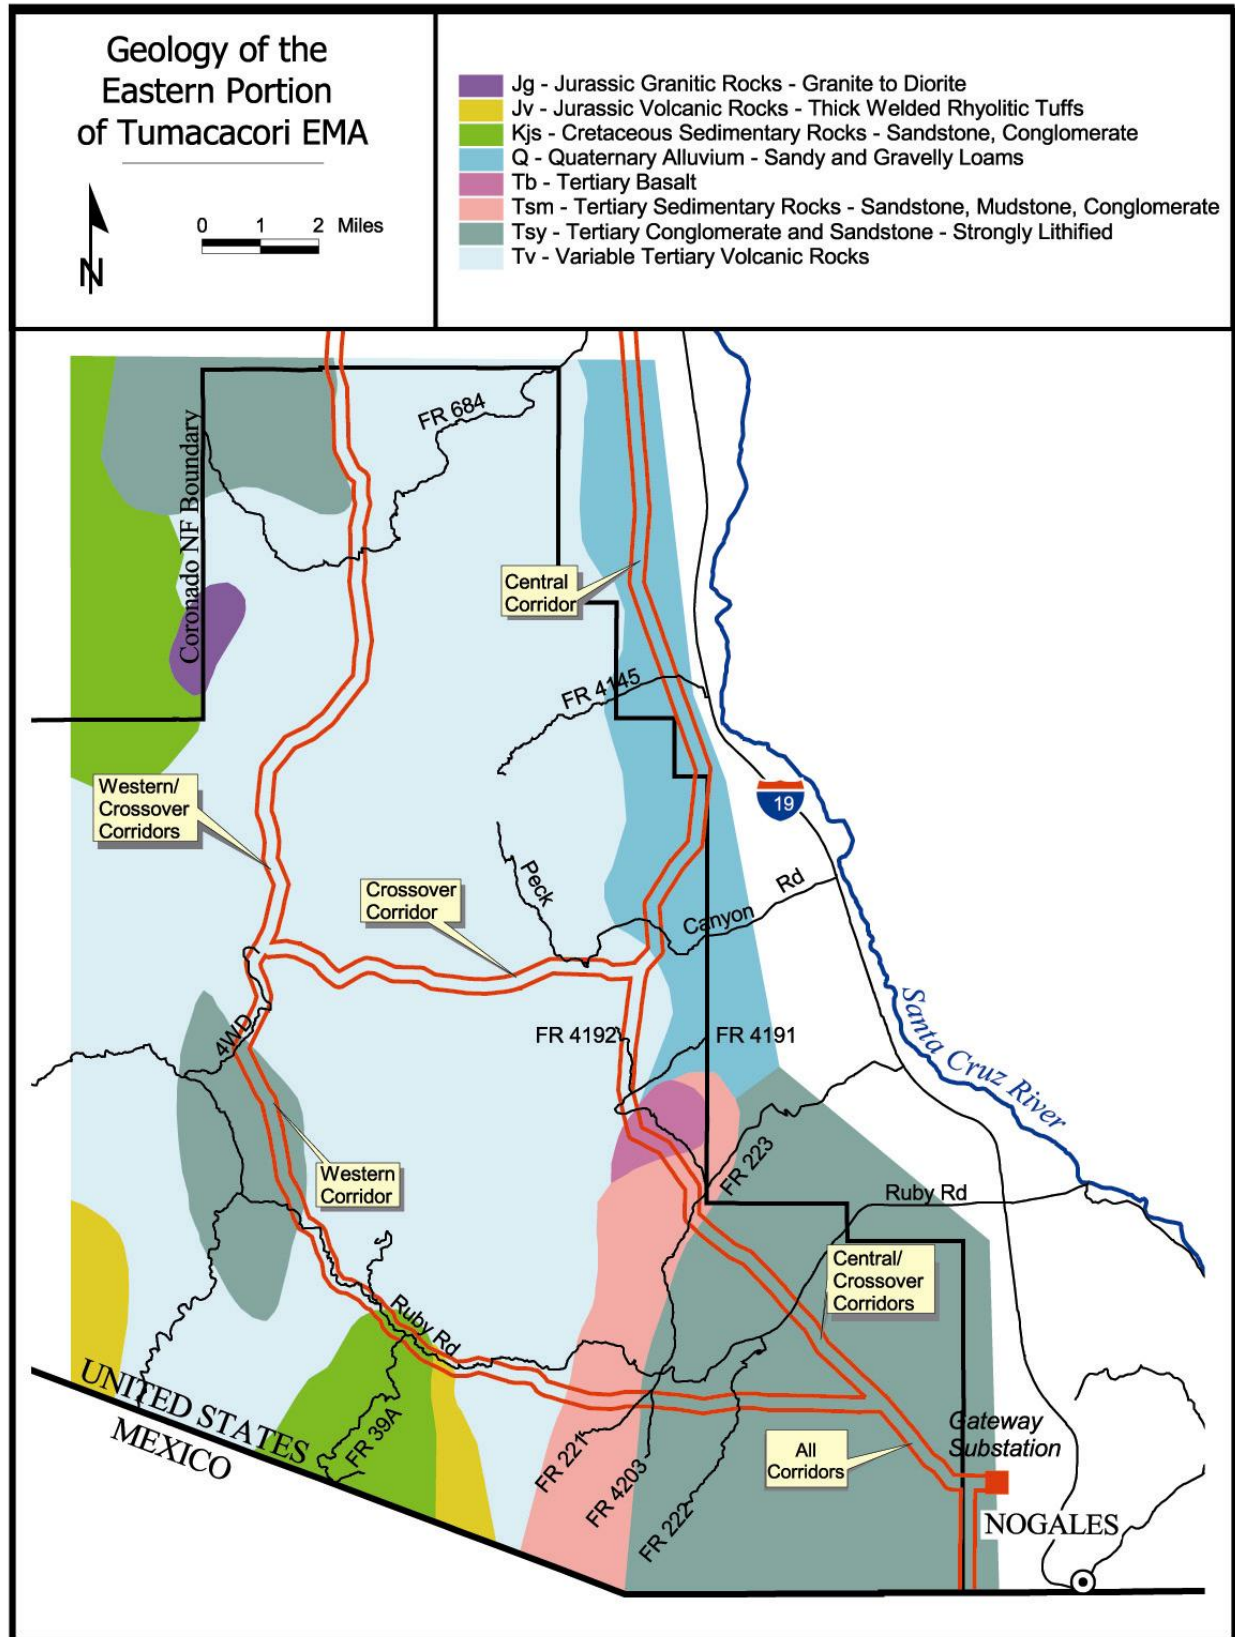 Geology of the
Eastern Portion
of Tumacacori EMA
N
0 1 2 Miles
Jg - Jurassic Granitic Rocks - Granite to Diorite
Jv - Jurassic Volcanic Rocks - Thick Welded Rhyolitic Tuffs
Kjs - Cretaceous Sedimentary Rocks - Sandstone, Conglomerate
Q - Quaternary Alluvium - Sandy and Gravelly Loams
Tb - Tertiary Basalt
Tsm - Tertiary Sedimentary Rocks - Sandstone, Mudstone, Conglomerate
Tsy - Tertiary Conglomerate and Sandstone - Strongly Lithified
Tv - Variable Tertiary Volcanic Rocks
FR 684
Coronado NF Boundary
Central
Corridor
FR 4145
Western/
Crossover
Corridors
19
Peck
Canyon
Rd
Crossover
Corridor
Santa Cruz River
4WD
FR 4192
FR 4191
Western
Corridor
FR 223
Ruby Rd
Central/
Crossover
Corridors
Ruby Rd
UNITED STATES
MEXICO
FR 39A
FR 221
FR 4203
FR 222
All
Corridors
Gateway
Substation
NOGALES